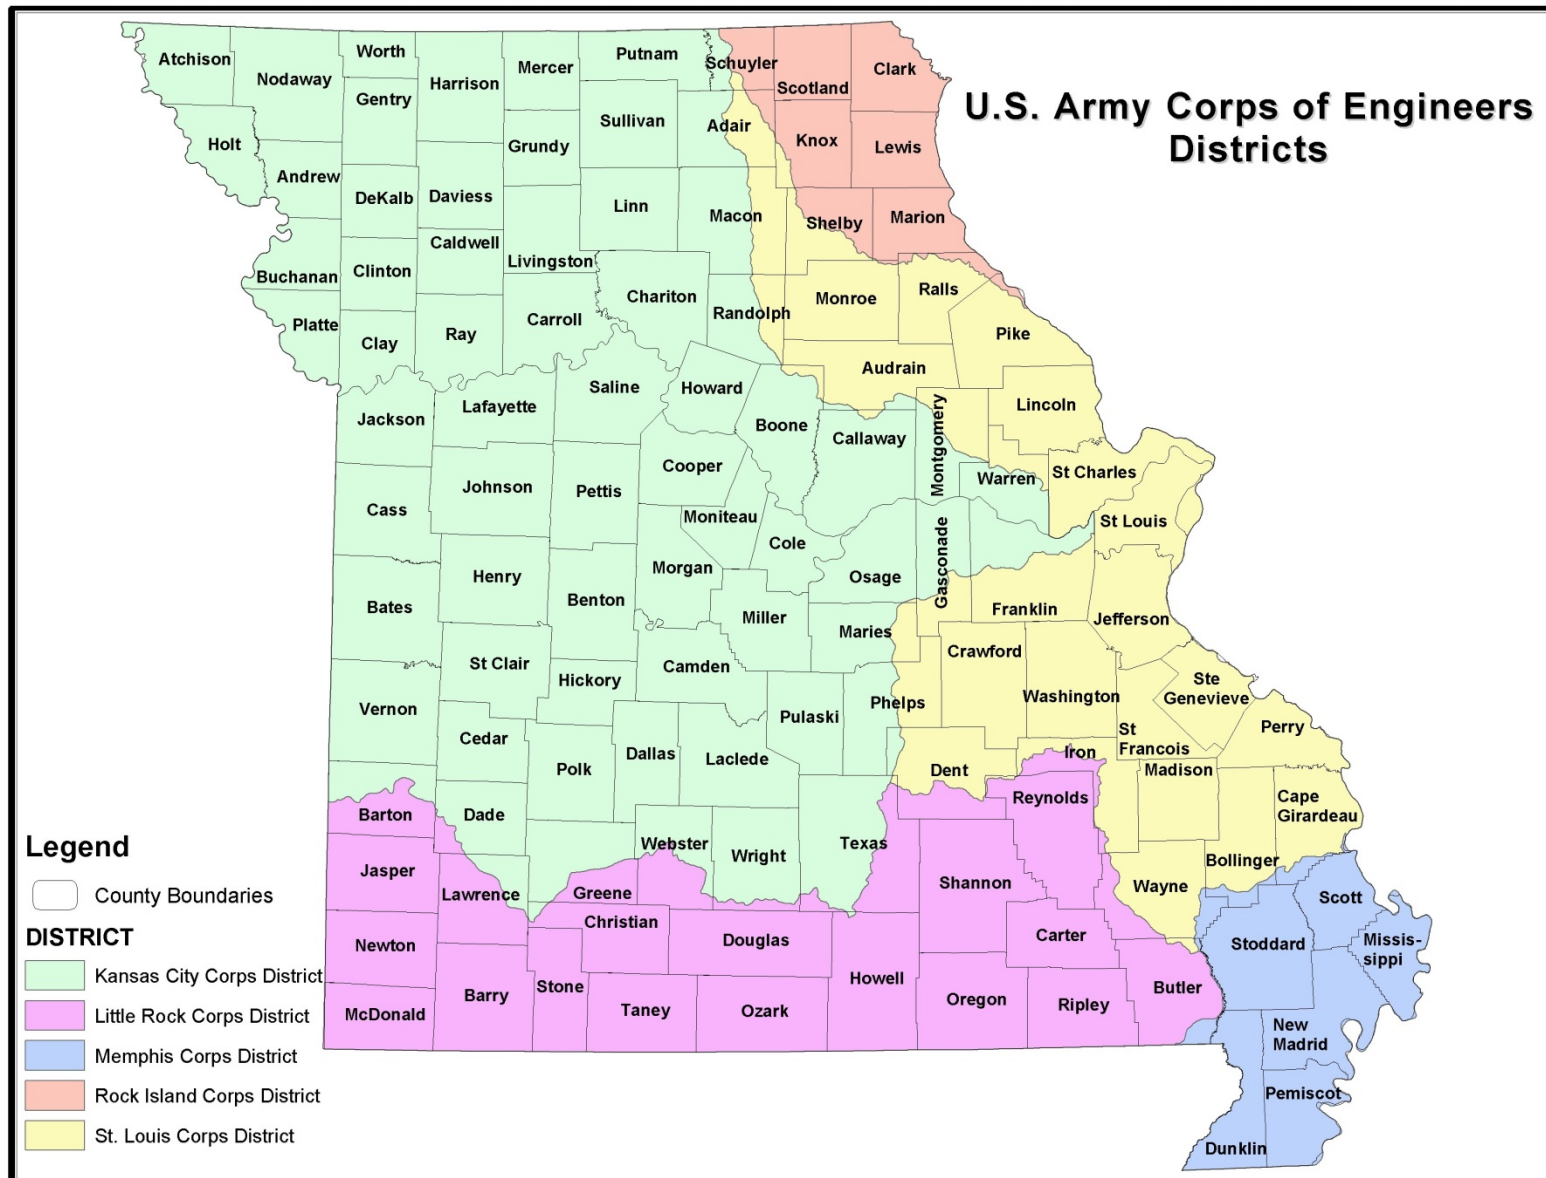 U.S. Army Corps of Engineers
Districts
Atchison
Nodaway
Worth
Gentry
Harrison
Mercer
Putnam
Schuyler
Scotland
Clark
Holt
Andrew
DeKalb
Daviess
Grundy
Sullivan
Adair
Knox
Lewis
Linn
Macon
Shelby
Marion
Buchanan
Clinton
Caldwell
Livingston
Chariton
Randolph
Monroe
Ralls
Pike
Platte
Clay
Ray
Carroll
Audrain
Jackson
Lafayette
Saline
Howard
Boone
Callaway
Montgomery
Lincoln
Cass
Johnson
Pettis
Cooper
Moniteau
Cole
Warren
St Charles
St Louis
Bates
Henry
Benton
Morgan
Miller
Osage
Gasconade
Franklin
Jefferson
Maries
Crawford
Washington
Ste
Genevieve
Vernon
St Clair
Hickory
Camden
Pulaski
Phelps
St
Francois
Perry
Cedar
Polk
Dallas
Laclede
Dent
Iron
Madison
Cape
Girardeau
Barton
Dade
Webster
Wright
Texas
Reynolds
Bollinger
Jasper
Lawrence
Greene
Christian
Shannon
Wayne
Scott
Newton
Douglas
Howell
Carter
Stoddard
Missis-
sippi
McDonald
Barry
Stone
Taney
Ozark
Oregon
Ripley
Butler
New
Madrid
Pemiscot
Dunklin
Legend
County Boundaries
DISTRICT
Kansas City Corps District
Little Rock Corps District
Memphis Corps District
Rock Island Corps District
St. Louis Corps District